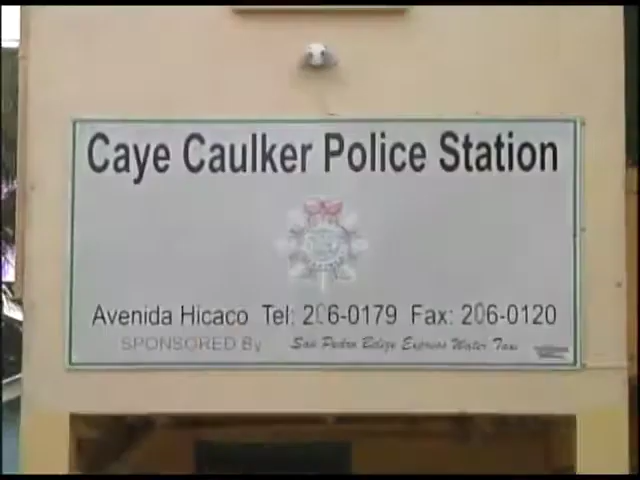 Caye Caulker Police Station
Avenida Hicaco Tel: 206-0179 Fax: 206-0120
SPONSORED By San Pedro Belize Express Water Taxi